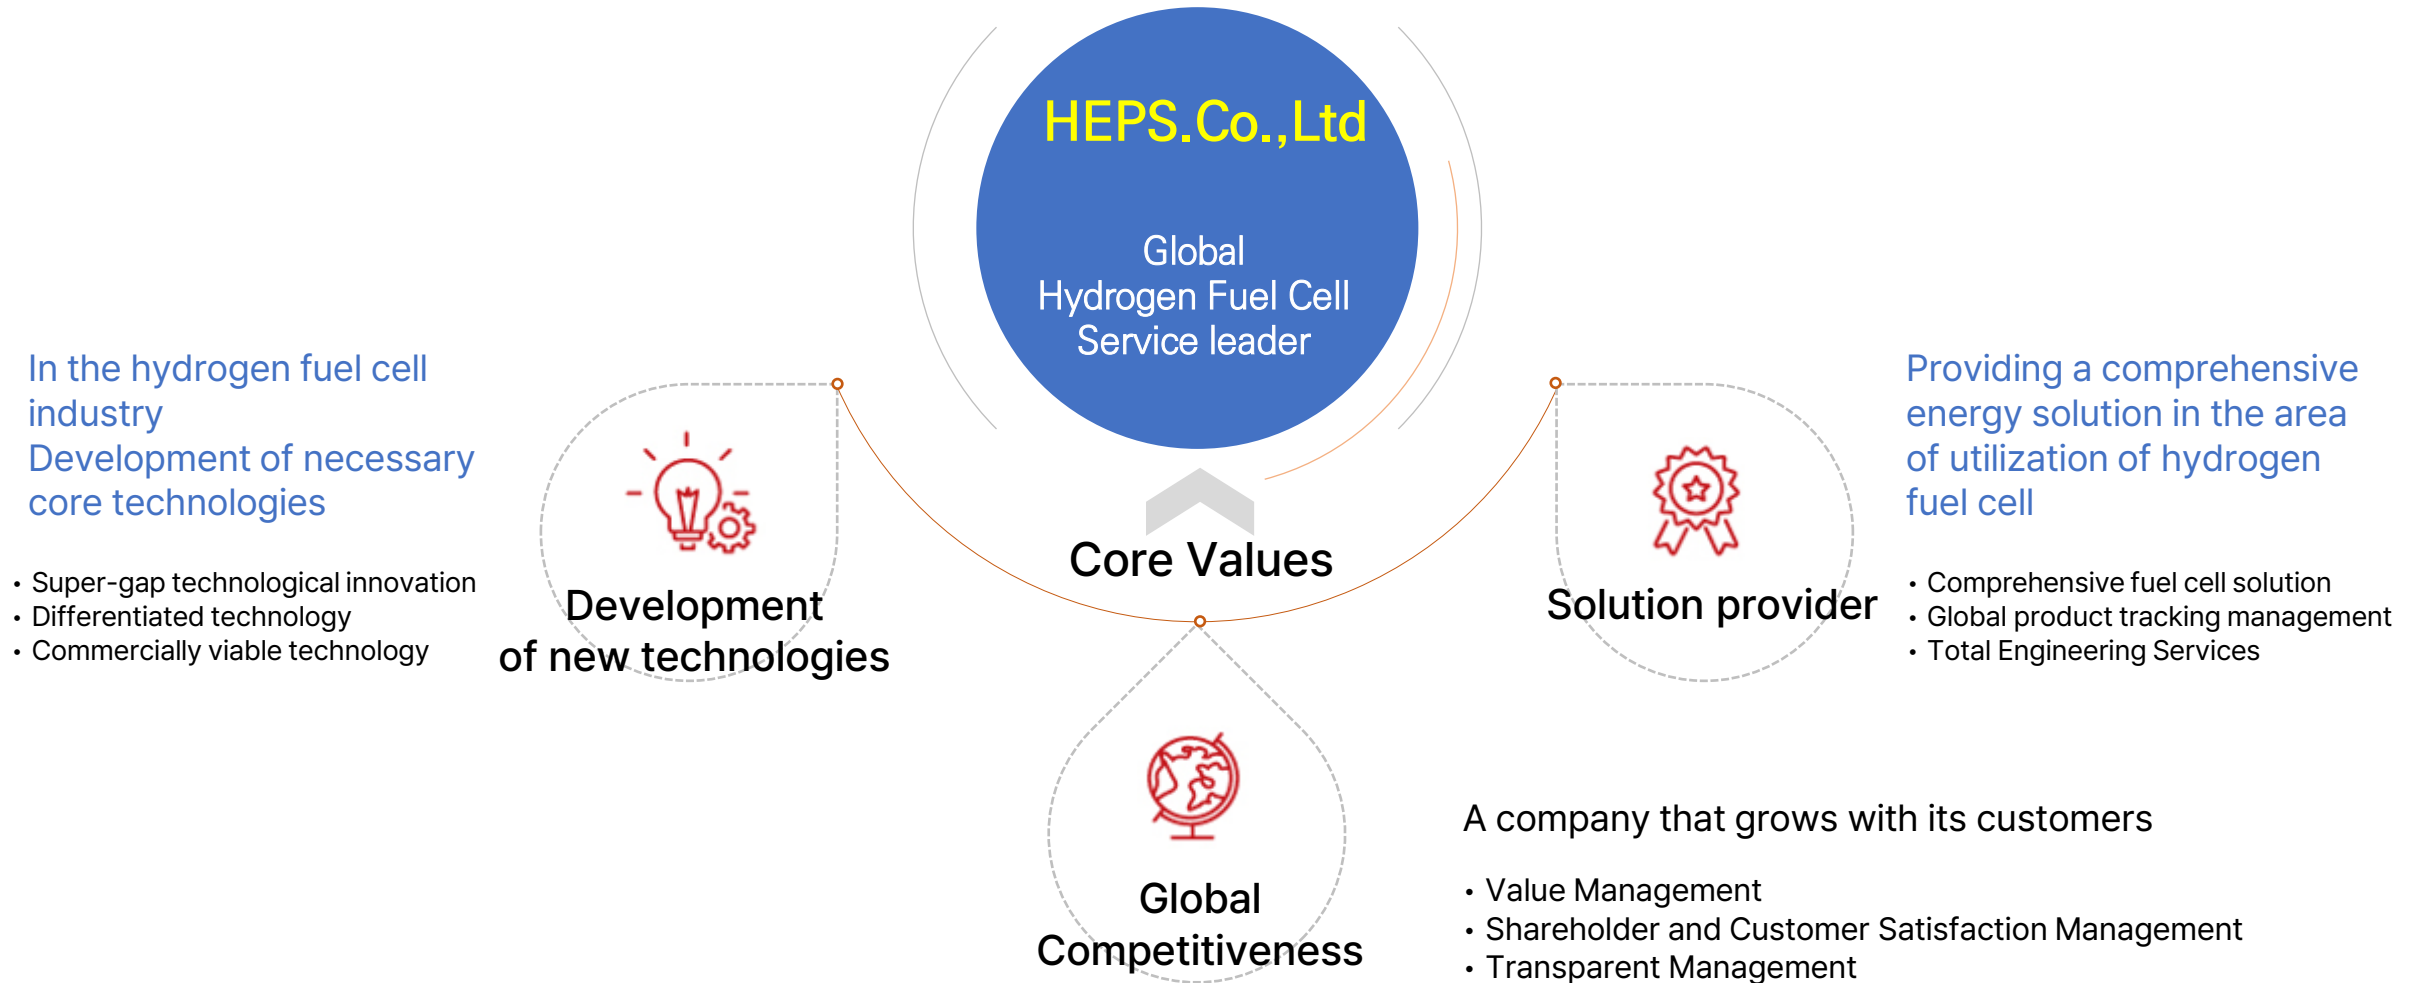 HEPS.Co.,Ltd
Global
Hydrogen Fuel Cell
Service leader
Core Values
In the hydrogen fuel cell
industry
Development of necessary
core technologies
• Super-gap technological innovation
• Differentiated technology
• Commercially viable technology
Development
of new technologies
Solution provider
Providing a comprehensive
energy solution in the area
of utilization of hydrogen
fuel cell
• Comprehensive fuel cell solution
• Global product tracking management
• Total Engineering Services
Global
Competitiveness
A company that grows with its customers
• Value Management
• Shareholder and Customer Satisfaction Management
• Transparent Management